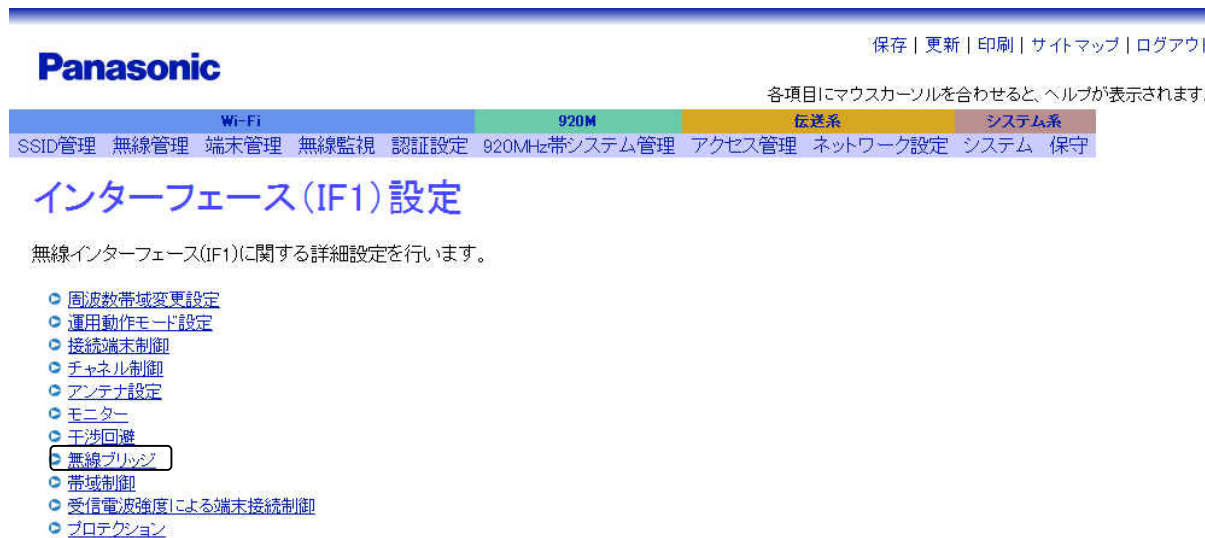 保存 | 更新 | 印刷 | サイトマップ | ログアウト
Panasonic
各項目にマウスカーソルを合わせると、ヘルプが表示されます。
Wi-Fi 920M 伝送系 システム系
SSID管理 無線管理 端末管理 無線監視 認証設定 920MHz帯システム管理 アクセス管理 ネットワーク設定 システム 保守
インターフェース(IF1)設定
無線インターフェース(IF1)に関する詳細設定を行います。
周波数帯域変更設定
運用動作モード設定
接続端末制御
チャネル制御
アンテナ設定
モニター
干渉回避
無線ブリッジ
帯域制御
受信電波強度による端末接続制御
プロテクション